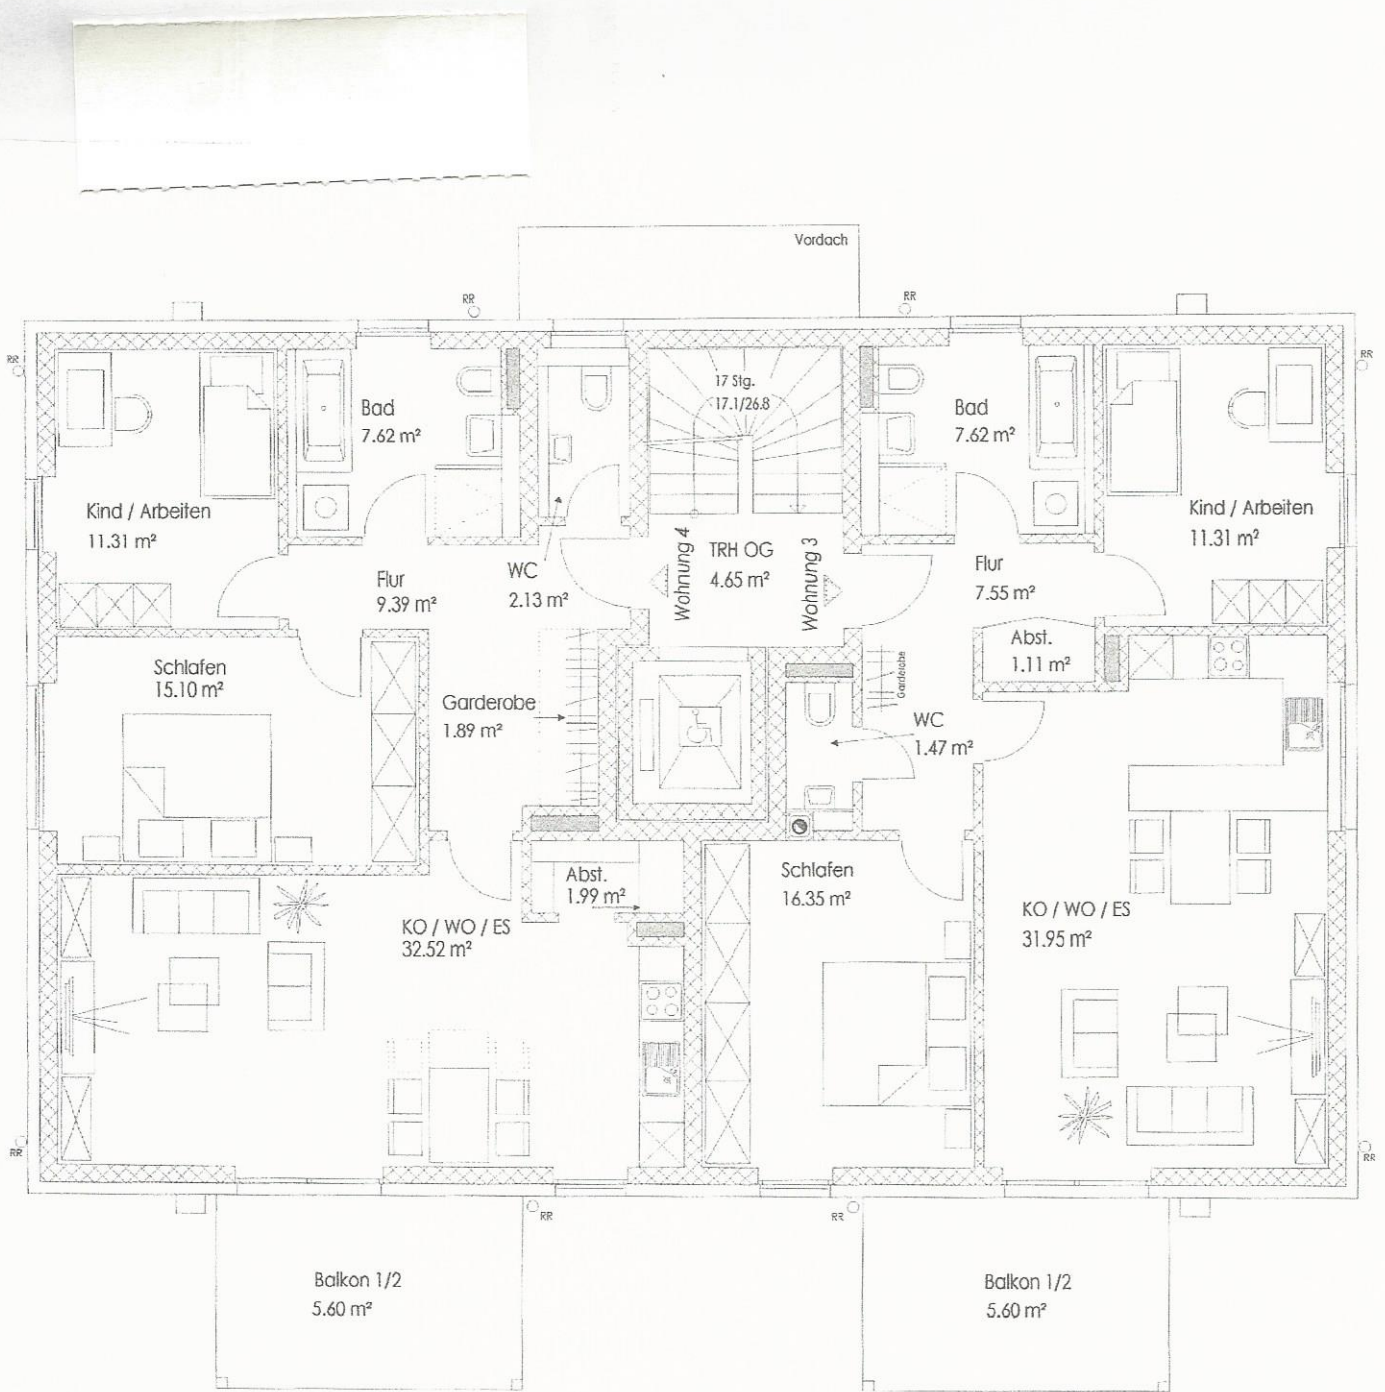 Vordach
RR
RR
RR
RR
17 Stg.
17.1/26.8
Bad
7.62 m²
Bad
7.62 m²
Kind / Arbeiten
11.31 m²
Kind / Arbeiten
11.31 m²
Flur
9.39 m²
WC
2.13 m²
Wohnung 4
TRH OG
4.65 m²
Wohnung 3
Flur
7.55 m²
Abst.
1.11 m²
Schlafen
15.10 m²
Garderobe
1.89 m²
Garderobe
WC
1.47 m²
Abst.
1.99 m²
Schlafen
16.35 m²
KO / WO / ES
32.52 m²
KO / WO / ES
31.95 m²
RR
RR
RR
RR
Balkon 1/2
5.60 m²
Balkon 1/2
5.60 m²